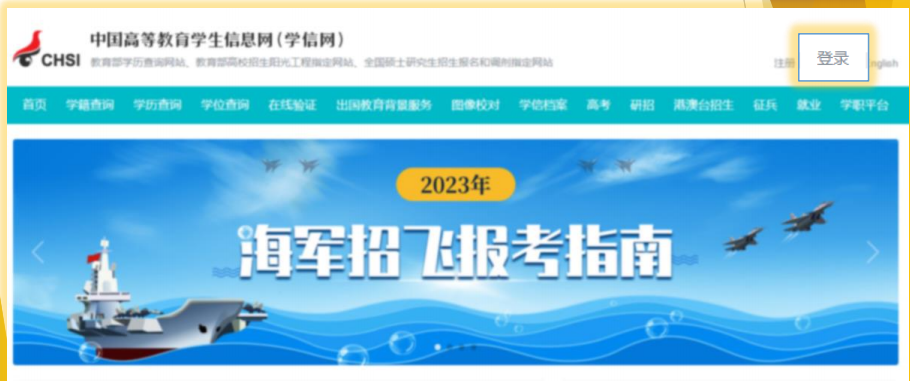 中国高等教育学生信息网（学信网）
CHSI
教育部学历查询网站、教育部高校招生阳光工程指定网站、全国硕士研究生招生报名和调剂指定网站
注册
登录
English
首页 学籍查询 学历查询 学位查询 在线验证 出国教育背景服务 图像校对 学信档案 高考 研招 港澳台招生 征兵 就业 学职平台
2023年
海军招飞报考指南